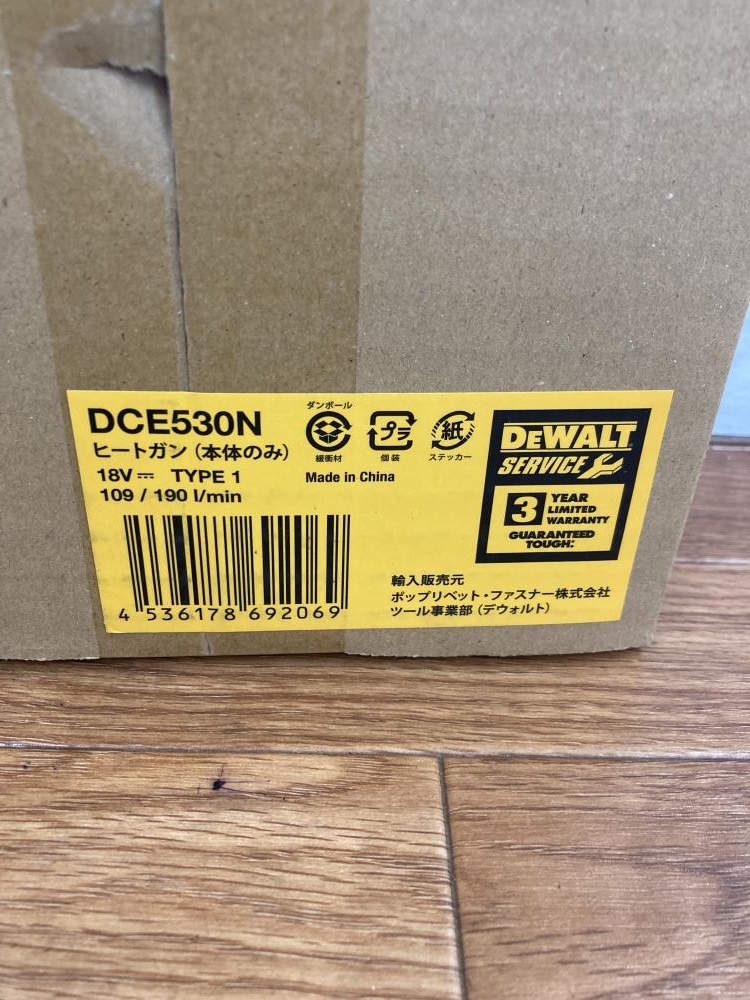 DCE530N
ヒートガン(本体のみ)
18V⎓ TYPE 1
109 / 190 l/min
ダンボール
緩衝材
プラ
個装
紙
ステッカー
Made in China
DEWALT
SERVICE
3 YEAR
LIMITED
WARRANTY
GUARANTEED
TOUGH.
4 536178 692069
輸入販売元
ポップリベット・ファスナー株式会社
ツール事業部(デウォルト)